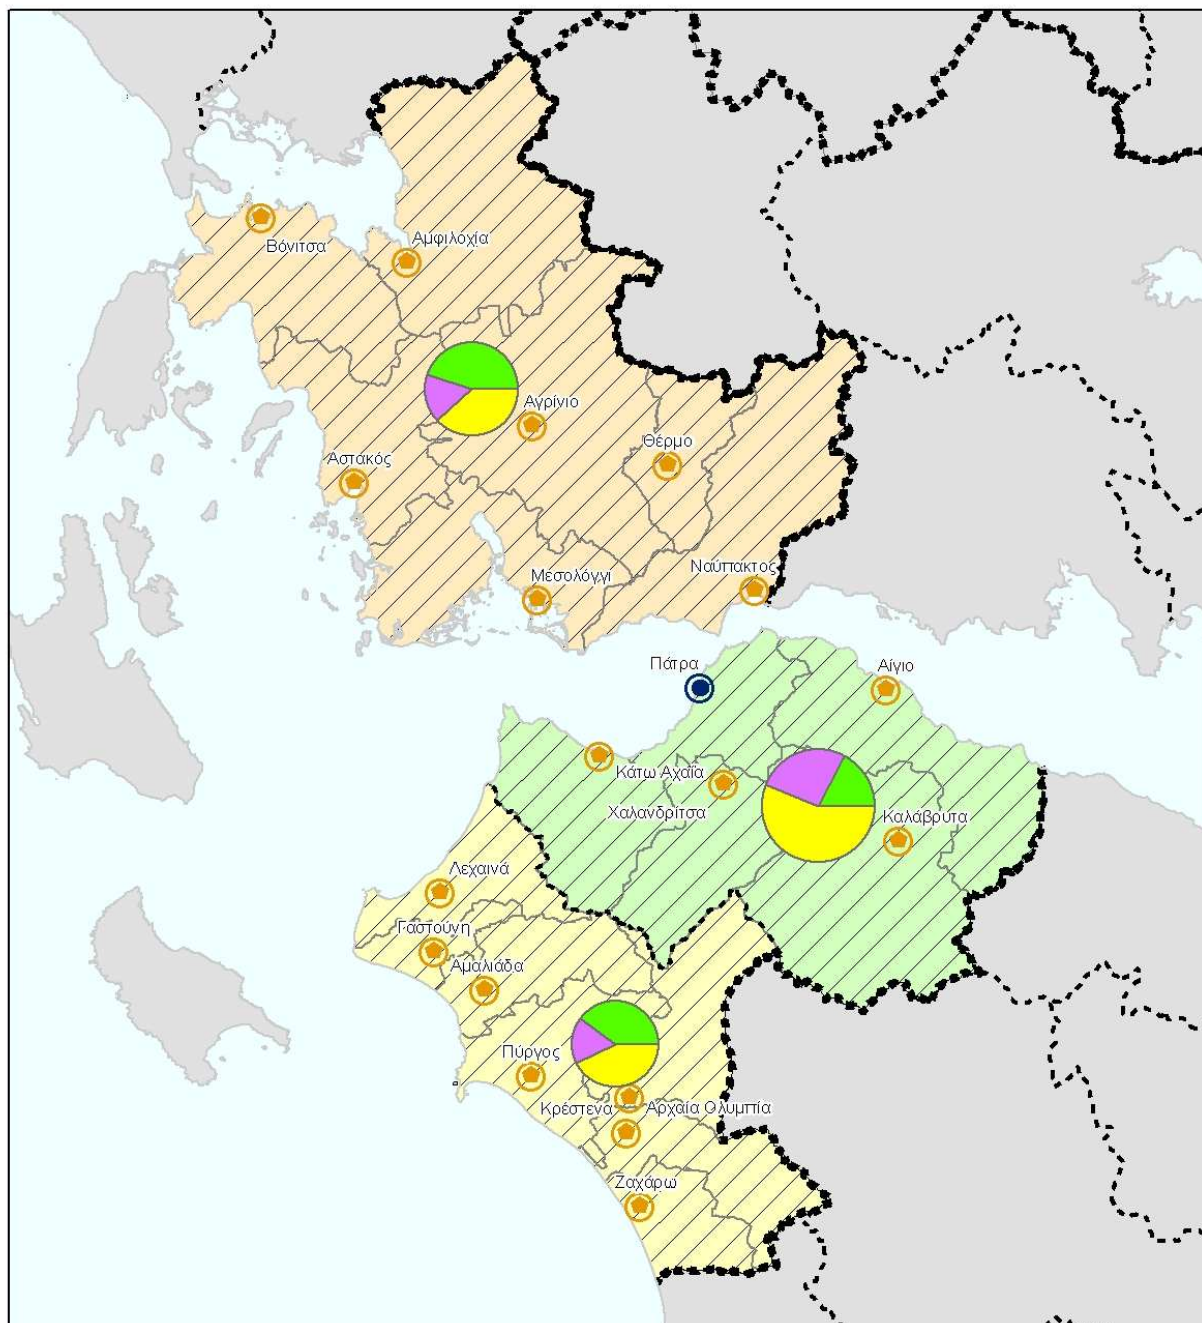 Βόνιτσα
Αμφιλοχία
Αγρίνιο
Θέρμο
Αστακός
Μεσολόγγι
Ναύπακτος
Πάτρα
Αίγιο
Κάτω Αχαΐα
Χαλανδρίτσα
Καλάβρυτα
Λεχαινά
Γαστούνη
Αμαλιάδα
Πύργος
Κρέστενα
Αρχαία Ολυμπία
Ζαχάρω